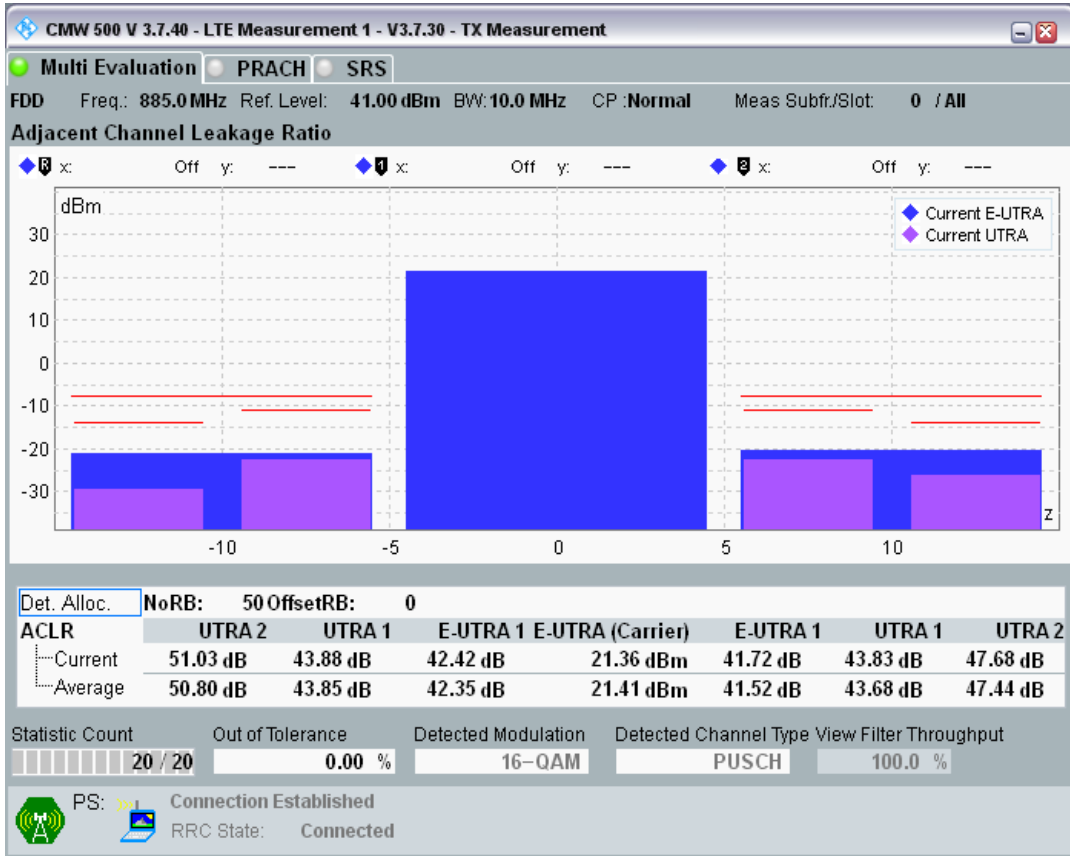 CMW 500 V 3.7.40 - LTE Measurement 1 - V3.7.30 - TX Measurement
Multi Evaluation PRACH SRS
FDD Freq.: 885.0 MHz Ref. Level: 41.00 dBm BW: 10.0 MHz CP :Normal Meas Subfr./Slot: 0 / All
Adjacent Channel Leakage Ratio
R x: Off y: --- 1 x: Off y: --- 2 x: Off y: ---
dBm
Current E-UTRA
Current UTRA
30
20
10
0
-10
-20
-30
z
-10 -5 0 5 10
Det. Alloc. NoRB: 50 OffsetRB: 0
ACLR UTRA 2 UTRA 1 E-UTRA 1 E-UTRA (Carrier) E-UTRA 1 UTRA 1 UTRA 2
Current 51.03 dB 43.88 dB 42.42 dB 21.36 dBm 41.72 dB 43.83 dB 47.68 dB
Average 50.80 dB 43.85 dB 42.35 dB 21.41 dBm 41.52 dB 43.68 dB 47.44 dB
Statistic Count Out of Tolerance Detected Modulation Detected Channel Type View Filter Throughput
20 / 20 0.00 % 16-QAM PUSCH 100.0 %
PS: Connection Established
RRC State: Connected